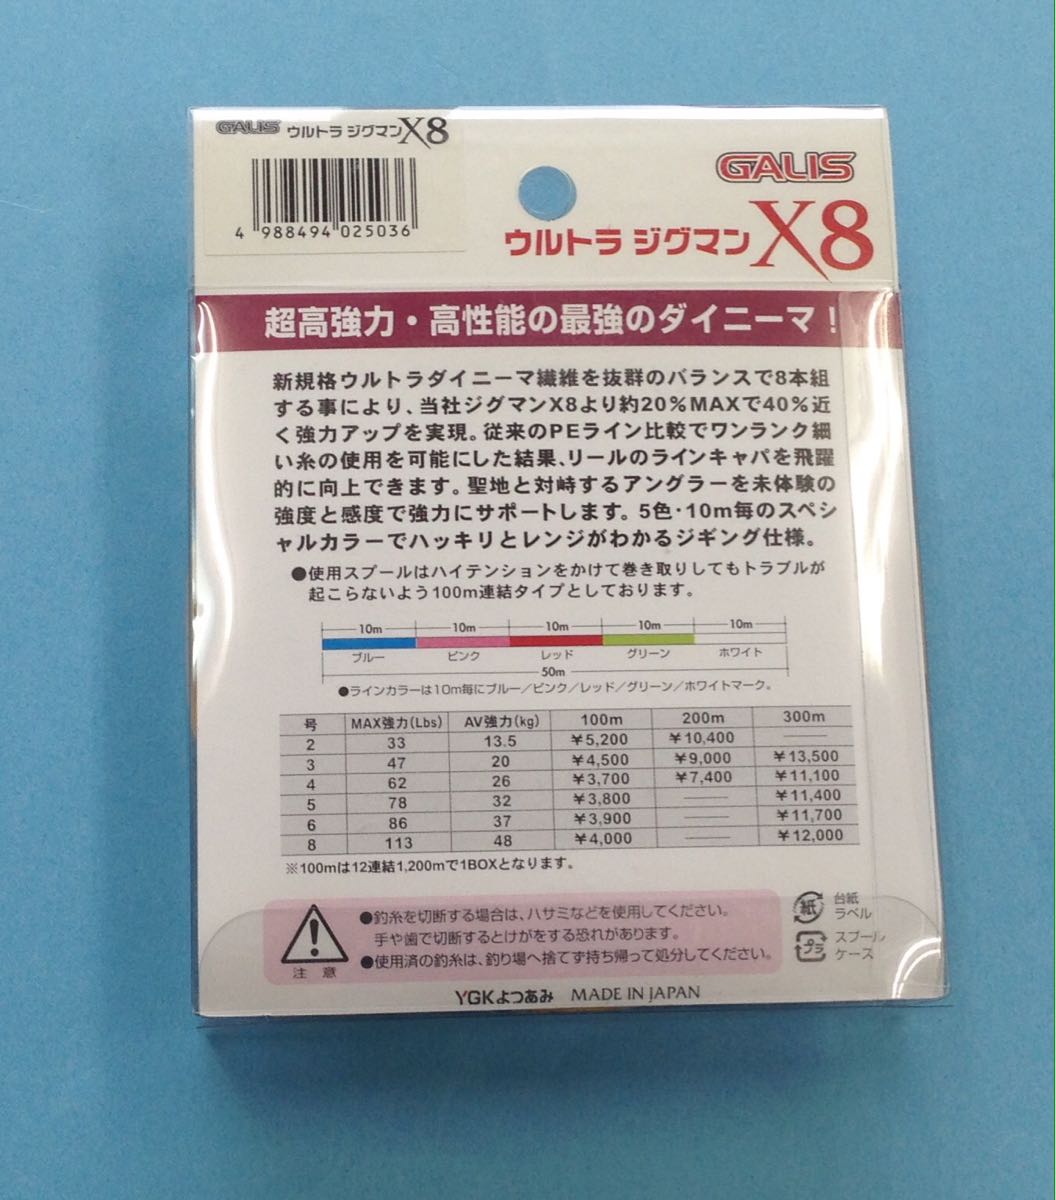 GALIS ウルトラ ジグマン X8
4 988494 025036
GALIS
ウルトラ ジグマン X8
超高強力・高性能の最強のダイニーマ!
新規格ウルトラダイニーマ繊維を抜群のバランスで8本組
する事により、当社ジグマンX8より約20%MAXで40%近
く強力アップを実現。従来のPEライン比較でワンランク細
い糸の使用を可能にした結果、リールのラインキャパを飛躍
的に向上できます。聖地と対峙するアングラーを未体験の
強度と感度で強力にサポートします。5色・10m毎のスペシ
ャルカラーでハッキリとレンジがわかるジギング仕様。
●使用スプールはハイテンションをかけて巻き取りしてもトラブルが
起こらないよう100m連結タイプとしております。
10m 10m 10m 10m 10m
ブルー ピンク レッド グリーン ホワイト
50m
●ラインカラーは10m毎にブルー/ピンク/レッド/グリーン/ホワイトマーク。
号 MAX強力(Lbs) AV強力(kg) 100m 200m 300m
2 33 13.5 ¥5,200 ¥10,400 ——
3 47 20 ¥4,500 ¥9,000 ¥13,500
4 62 26 ¥3,700 ¥7,400 ¥11,100
5 78 32 ¥3,800 —— ¥11,400
6 86 37 ¥3,900 —— ¥11,700
8 113 48 ¥4,000 —— ¥12,000
※100mは12連結1,200mで1BOXとなります。
注意
●釣糸を切断する場合は、ハサミなどを使用してください。
手や歯で切断するとけがをする恐れがあります。
●使用済の釣糸は、釣り場へ捨てず持ち帰って処分してください。
紙 台紙
ラベル
プラ スプール
ケース
YGKよつあみ MADE IN JAPAN